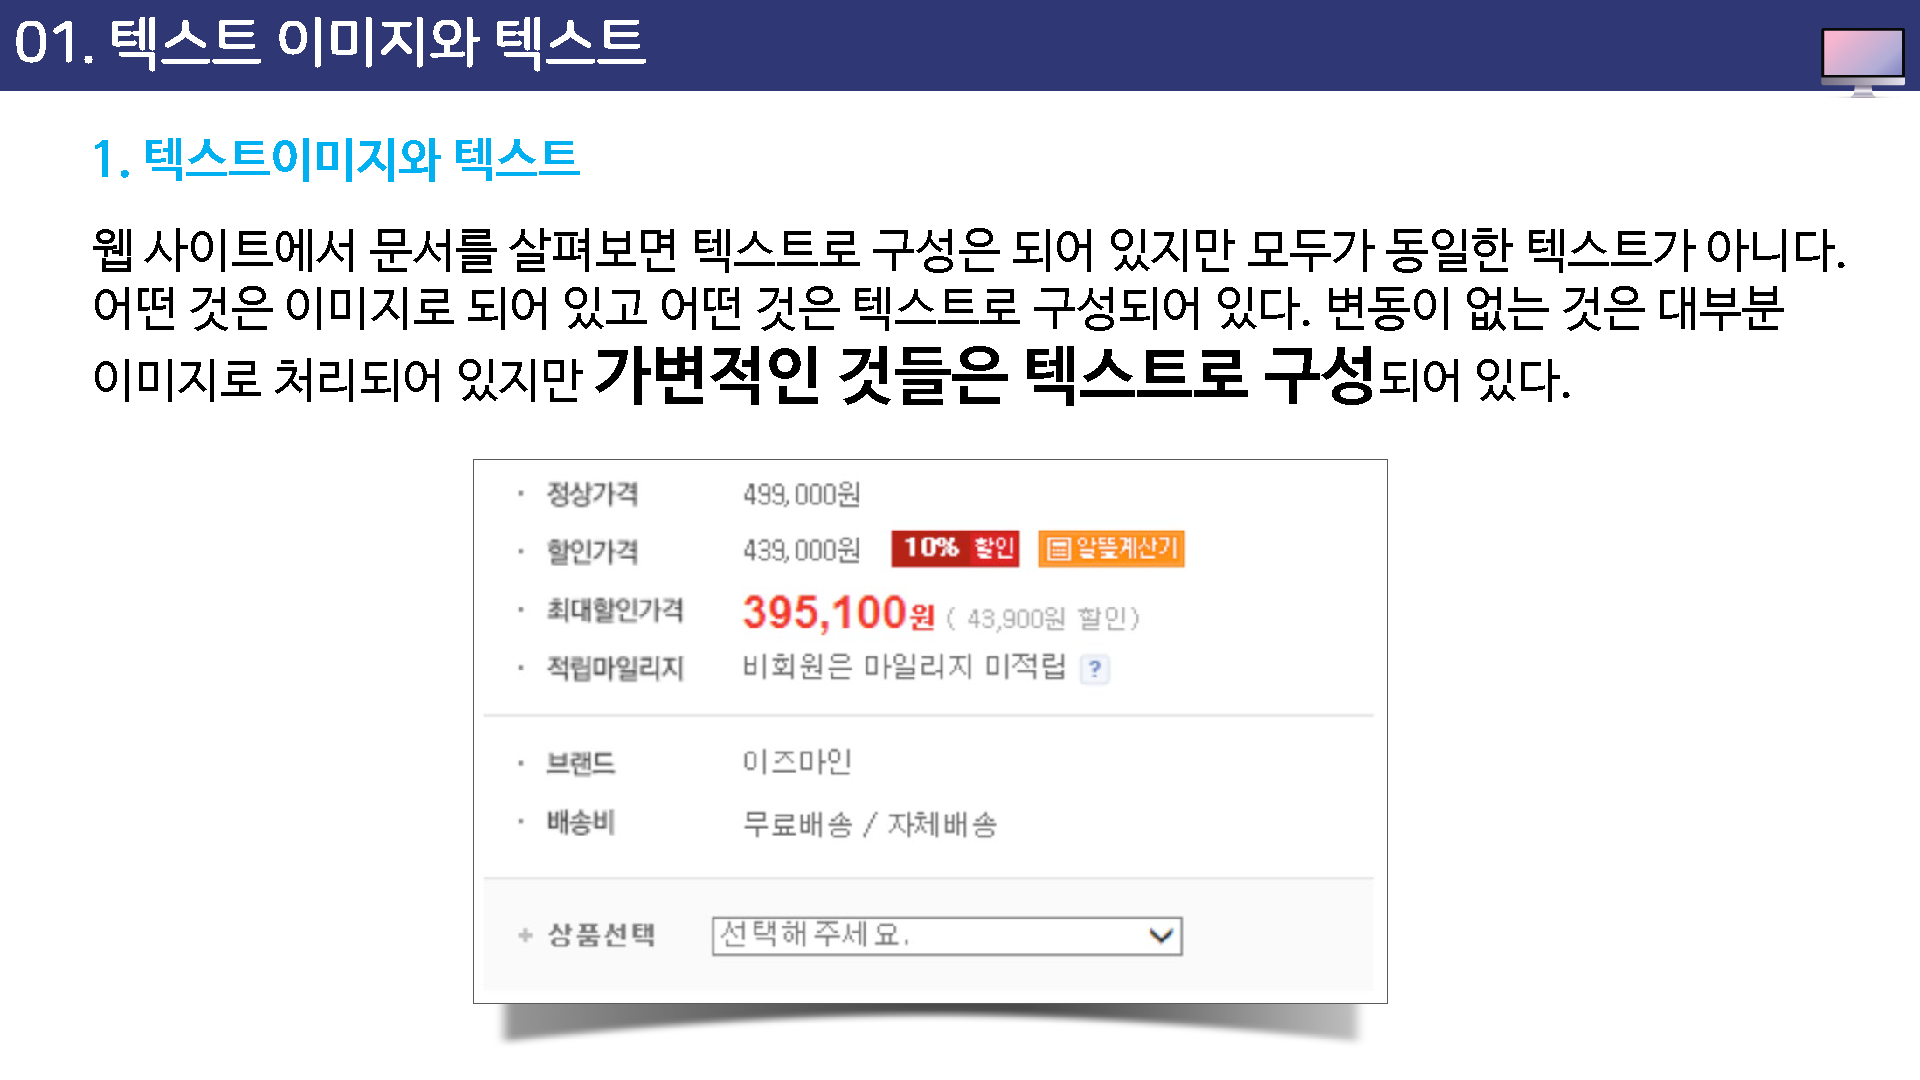 01. 텍스트 이미지와 텍스트
1. 텍스트이미지와 텍스트
웹 사이트에서 문서를 살펴보면 텍스트로 구성은 되어 있지만 모두가 동일한 텍스트가 아니다.
어떤 것은 이미지로 되어 있고 어떤 것은 텍스트로 구성되어 있다. 변동이 없는 것은 대부분
이미지로 처리되어 있지만 가변적인 것들은 텍스트로 구성되어 있다.
· 정상가격 499,000원
· 할인가격 439,000원 10% 할인 알뜰계산기
· 최대할인가격 395,100원 ( 43,900원 할인)
· 적립마일리지 비회원은 마일리지 미적립 ?
· 브랜드 이즈마인
· 배송비 무료배송 / 자체배송
+ 상품선택 선택해 주세요.